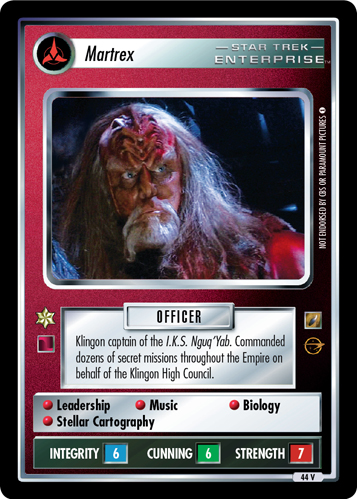 Martrex
STAR TREK
ENTERPRISE™
NOT ENDORSED BY CBS OR PARAMOUNT PICTURES
OFFICER
Klingon captain of the I.K.S. Nguq'Yab. Commanded
dozens of secret missions throughout the Empire on
behalf of the Klingon High Council.
Leadership Music Biology
Stellar Cartography
INTEGRITY 6 CUNNING 6 STRENGTH 7
44 V